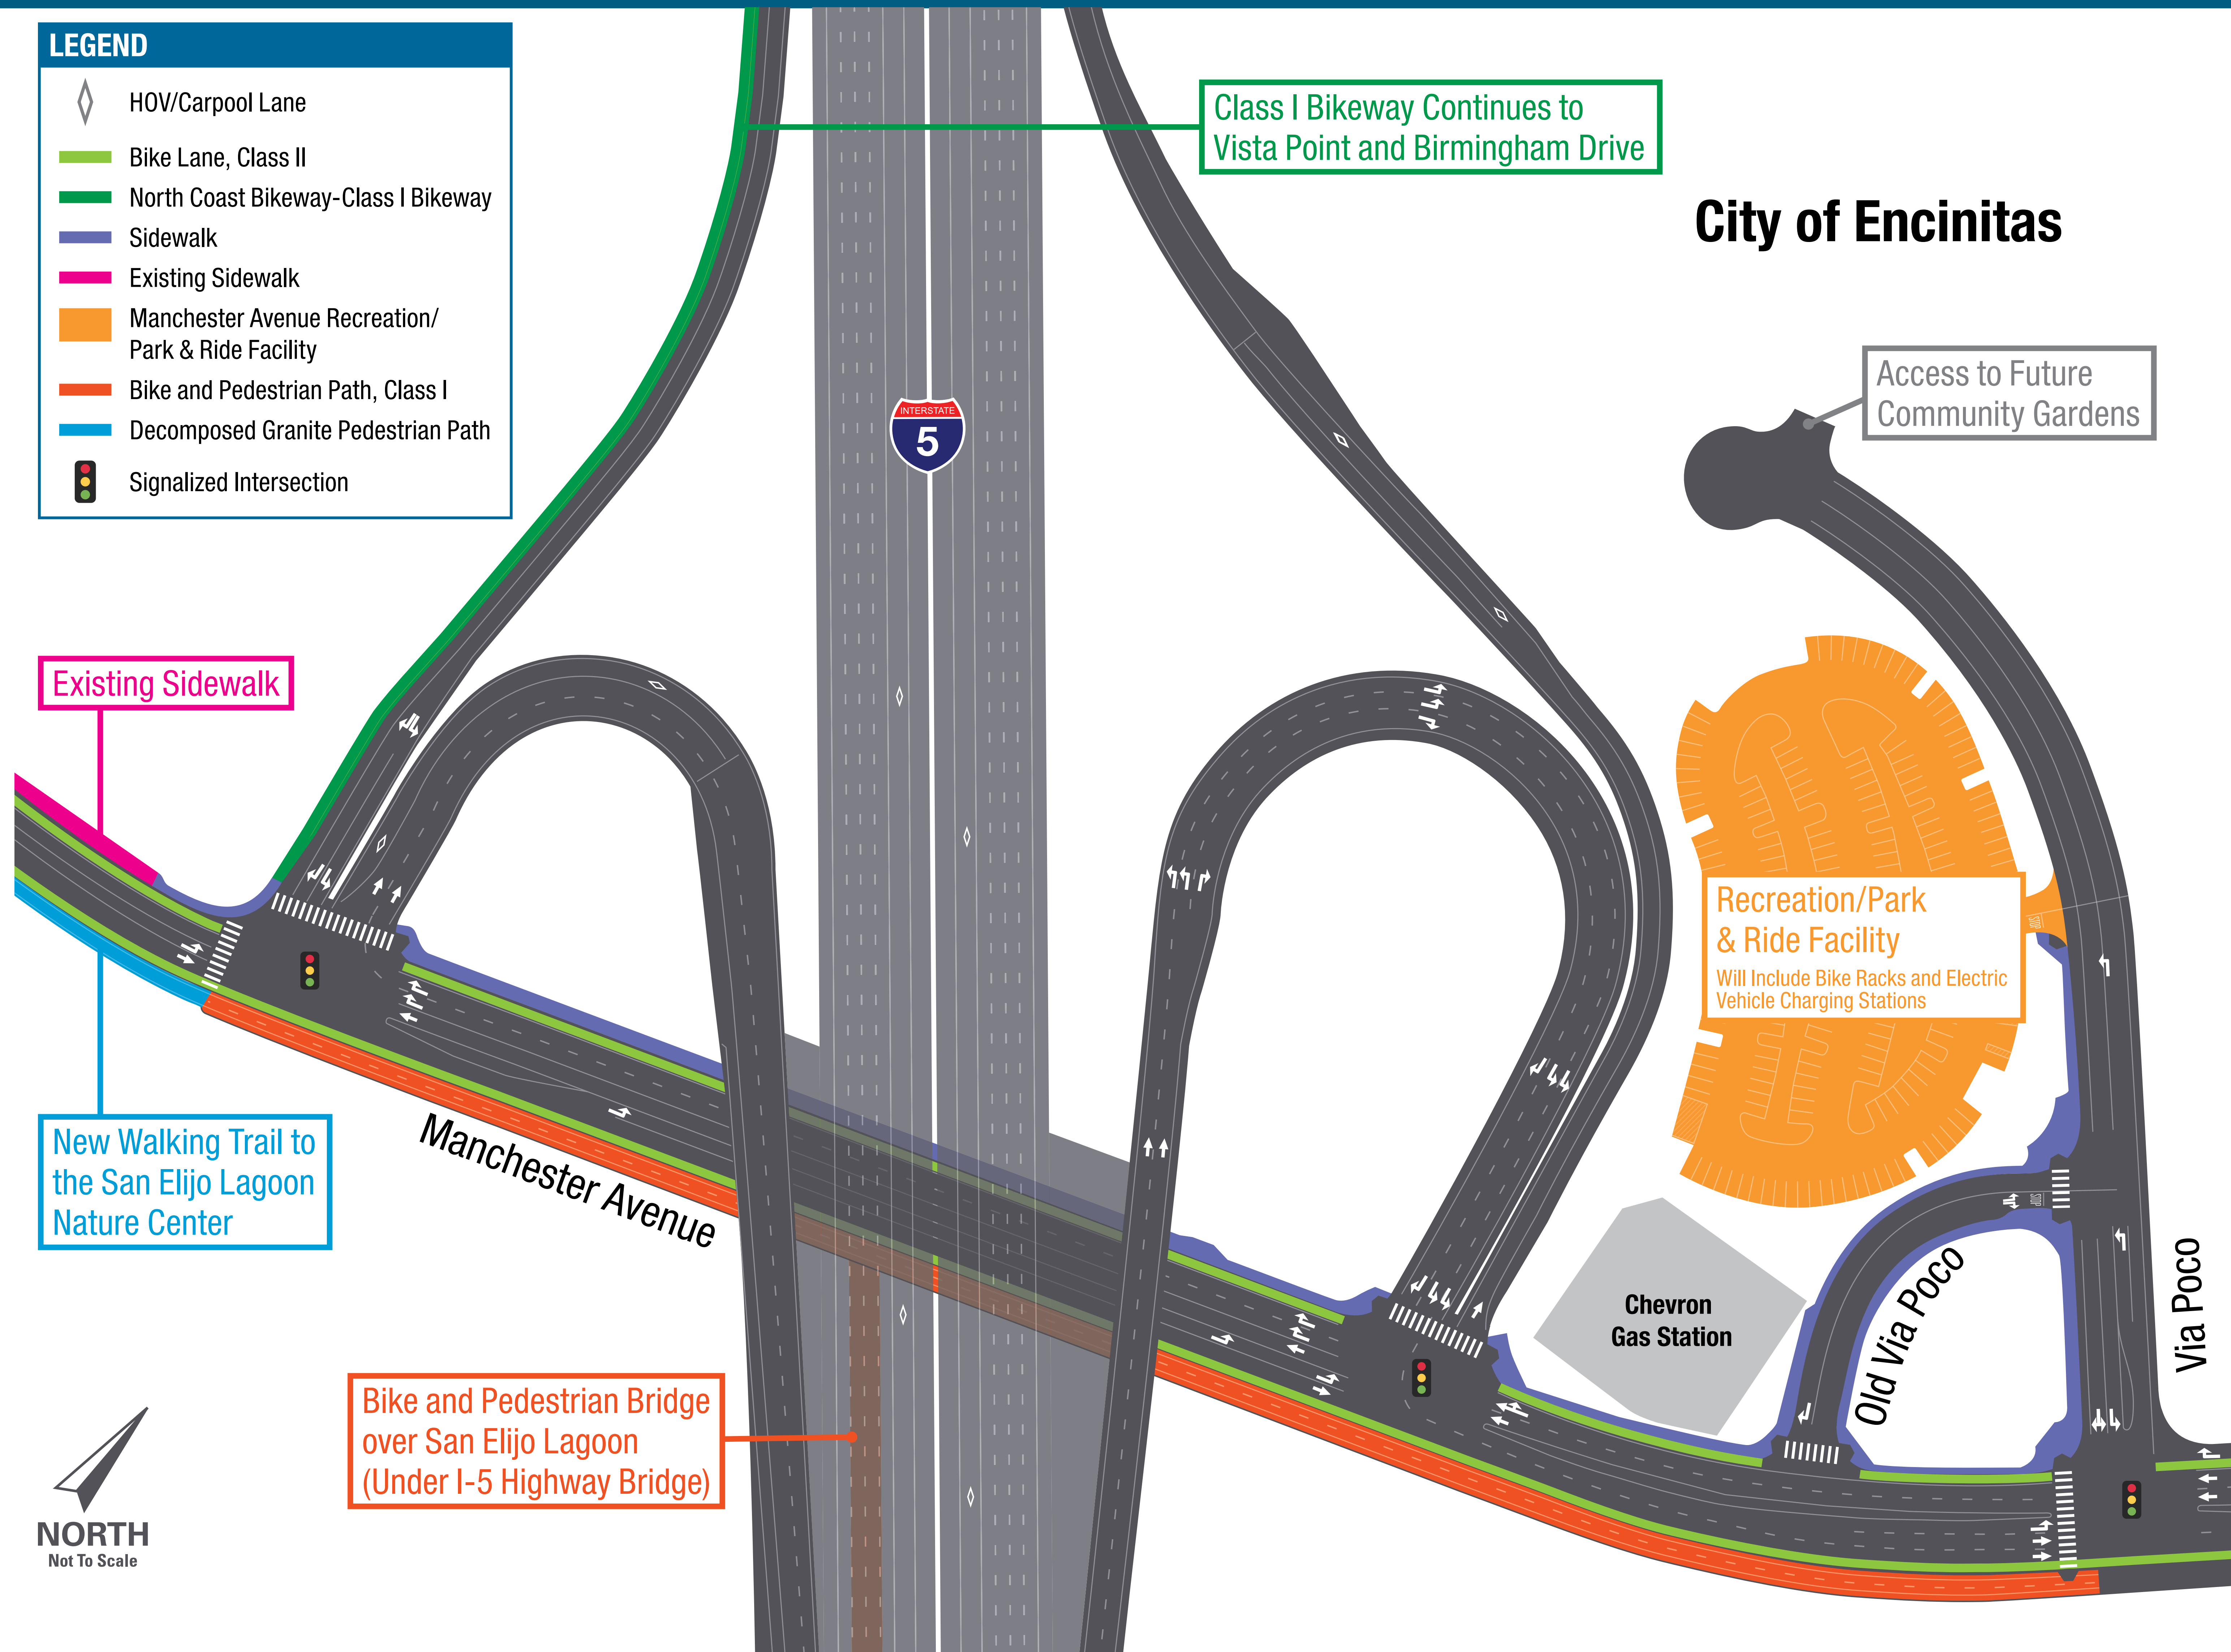 LEGEND
HOV/Carpool Lane
Bike Lane, Class II
North Coast Bikeway-Class I Bikeway
Sidewalk
Existing Sidewalk
Manchester Avenue Recreation/
Park & Ride Facility
Bike and Pedestrian Path, Class I
Decomposed Granite Pedestrian Path
Signalized Intersection
Class I Bikeway Continues to
Vista Point and Birmingham Drive
City of Encinitas
Access to Future
Community Gardens
INTERSTATE
5
Existing Sidewalk
Recreation/Park
& Ride Facility
Will Include Bike Racks and Electric
Vehicle Charging Stations
STOP
New Walking Trail to
the San Elijo Lagoon
Nature Center
Manchester Avenue
STOP
Chevron
Gas Station
Old Via Poco
Via Poco
Bike and Pedestrian Bridge
over San Elijo Lagoon
(Under I-5 Highway Bridge)
NORTH
Not To Scale